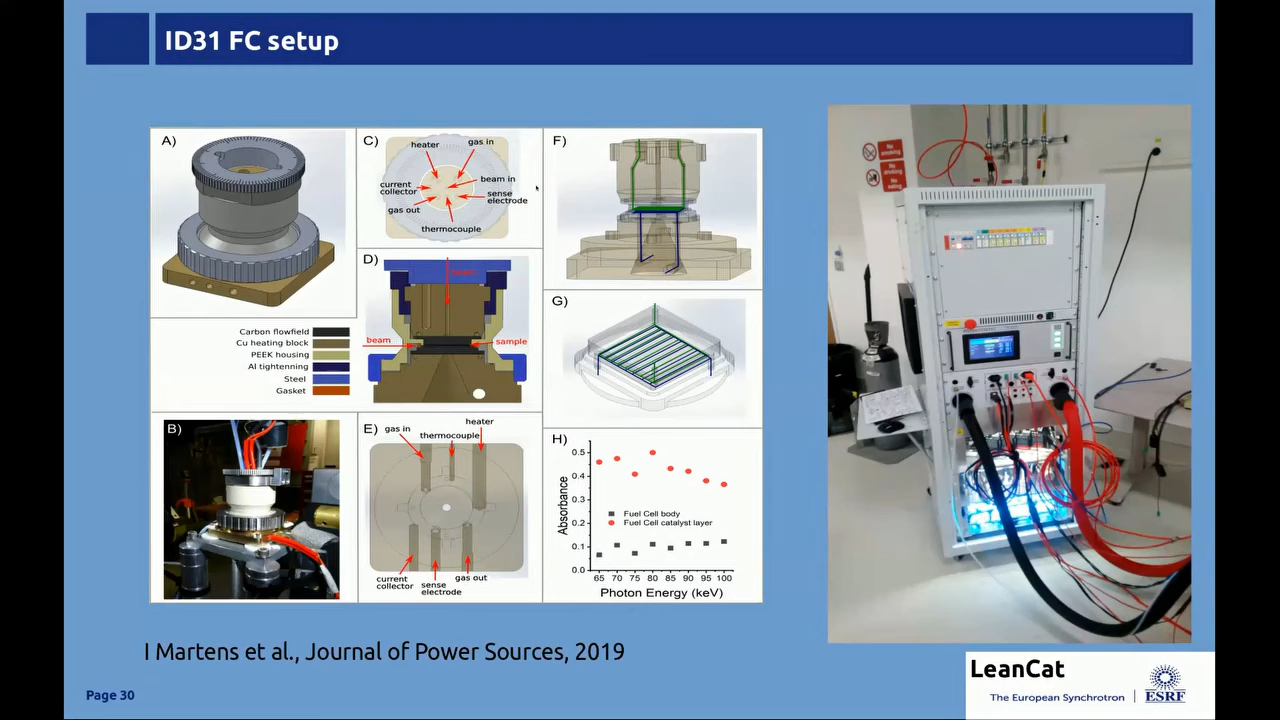 ID31 FC setup
A)
C)
heater
gas in
current
collector
beam in
sense
electrode
gas out
thermocouple
F)
D)
beam
sample
G)
Carbon flowfield
Cu heating block
PEEK housing
Al tightenning
Steel
Gasket
B)
E)
gas in
thermocouple
heater
current
collector
sense
electrode
gas out
H)
0.5
0.4
0.3
0.2
0.1
0.0
Absorbance
Fuel Cell body
Fuel Cell catalyst layer
65 70 75 80 85 90 95 100
Photon Energy (keV)
No
smoking
I Martens et al., Journal of Power Sources, 2019
Page 30
LeanCat
The European Synchrotron
ESRF